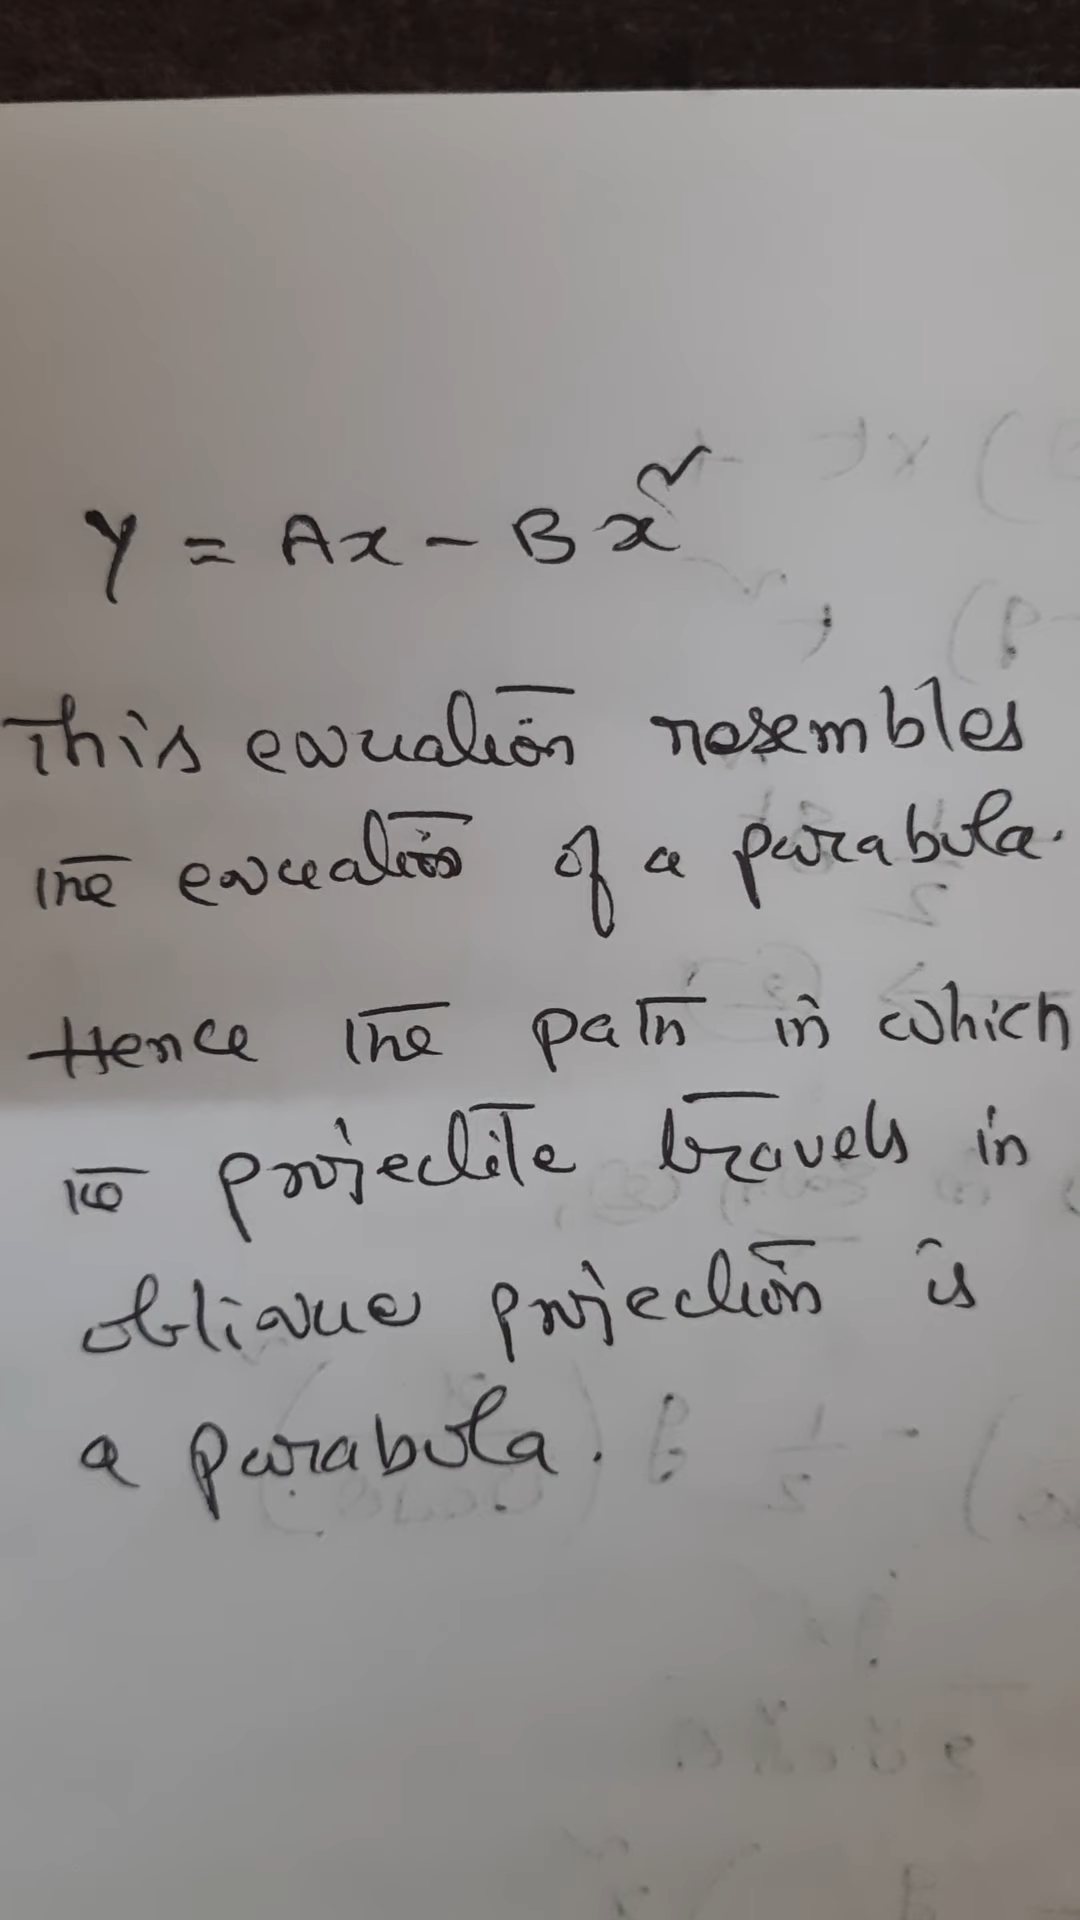 Y = Ax - Bx²
This equation resembles
the equation of a parabola.
Hence the path in which
the projectile travels in
oblique projection is
a parabola.